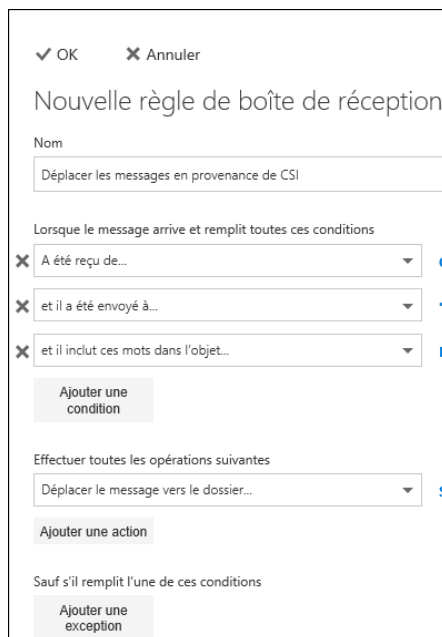 OK Annuler
Nouvelle règle de boîte de réception
Nom
Déplacer les messages en provenance de CSI
Lorsque le message arrive et remplit toutes ces conditions
A été reçu de...
et il a été envoyé à...
et il inclut ces mots dans l'objet...
Ajouter une
condition
Effectuer toutes les opérations suivantes
Déplacer le message vers le dossier...
Ajouter une action
Sauf s'il remplit l'une de ces conditions
Ajouter une
exception